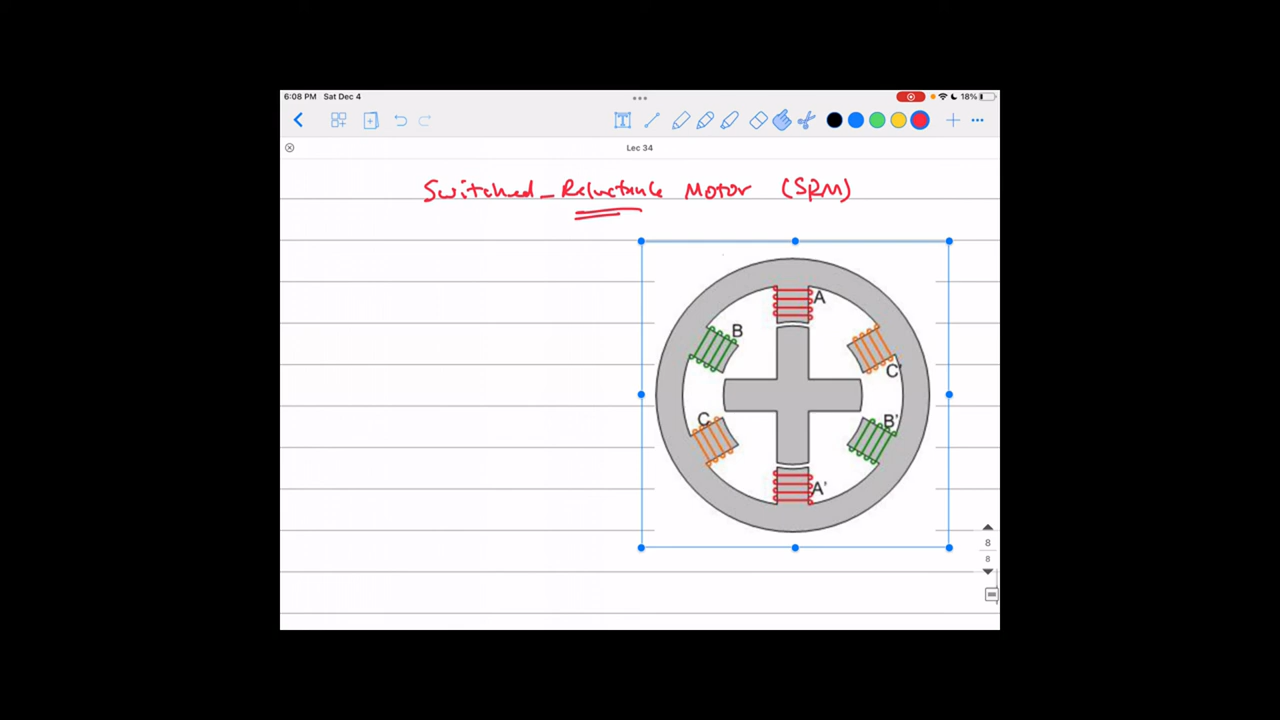 6:08 PM Sat Dec 4
18%
T
Lec 34
Switched-Reluctance Motor (SRM)
A
B
C'
C
B'
A'
8
8